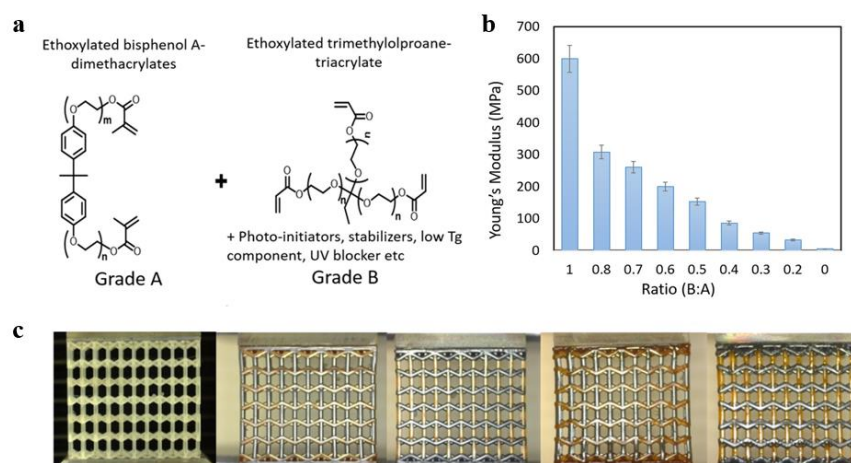 a
Ethoxylated bisphenol A-
dimethacrylates
Ethoxylated trimethylolproane-
triacrylate
O
m
O
O
O
n
O
O
+
O
O
n
O
O
O
n
O
O
O
n
O
+ Photo-initiators, stabilizers, low Tg
component, UV blocker etc
Grade A
Grade B
b
Young's Modulus (MPa)
700
600
500
400
300
200
100
0
1 0.8 0.7 0.6 0.5 0.4 0.3 0.2 0
Ratio (B:A)
c